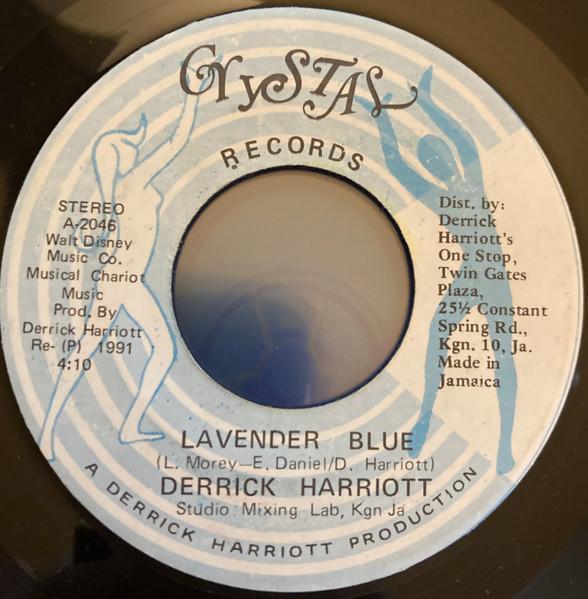 CrySTAL
RECORDS
STEREO
A-2046
Walt Disney
Music Co.
Musical Chariot
Music
Prod. By
Derrick Harriott
Re- (P) 1991
4:10
Dist. by:
Derrick
Harriott's
One Stop,
Twin Gates
Plaza,
25½ Constant
Spring Rd.,
Kgn. 10, Ja.
Made in
Jamaica
LAVENDER BLUE
(L. Morey—E. Daniel/D. Harriott)
DERRICK HARRIOTT
Studio: Mixing Lab, Kgn Ja
A DERRICK HARRIOTT PRODUCTION